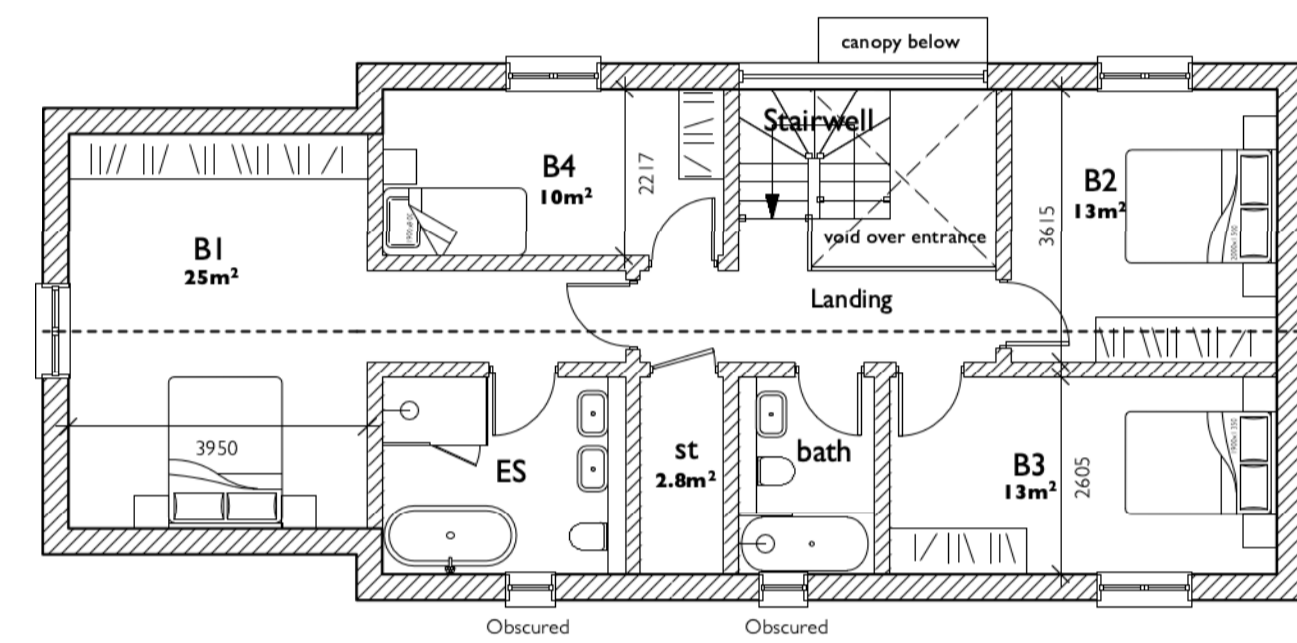 canopy below
Stairwell
B4
10m²
2217
B2
13m²
3615
void over entrance
B1
25m²
Landing
3950
ES
st
2.8m²
bath
B3
13m²
2605
Obscured
Obscured